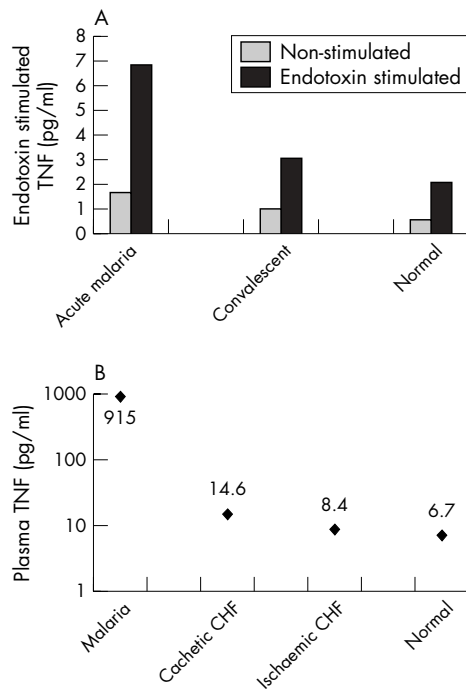 A
8
7
6
5
4
3
2
1
0
Endotoxin stimulated
TNF (pg/ml)
Non-stimulated
Endotoxin stimulated
Acute malaria
Convalescent
Normal
B
1000
100
10
1
Plasma TNF (pg/ml)
915
14.6
8.4
6.7
Malaria
Cachetic CHF
Ischaemic CHF
Normal